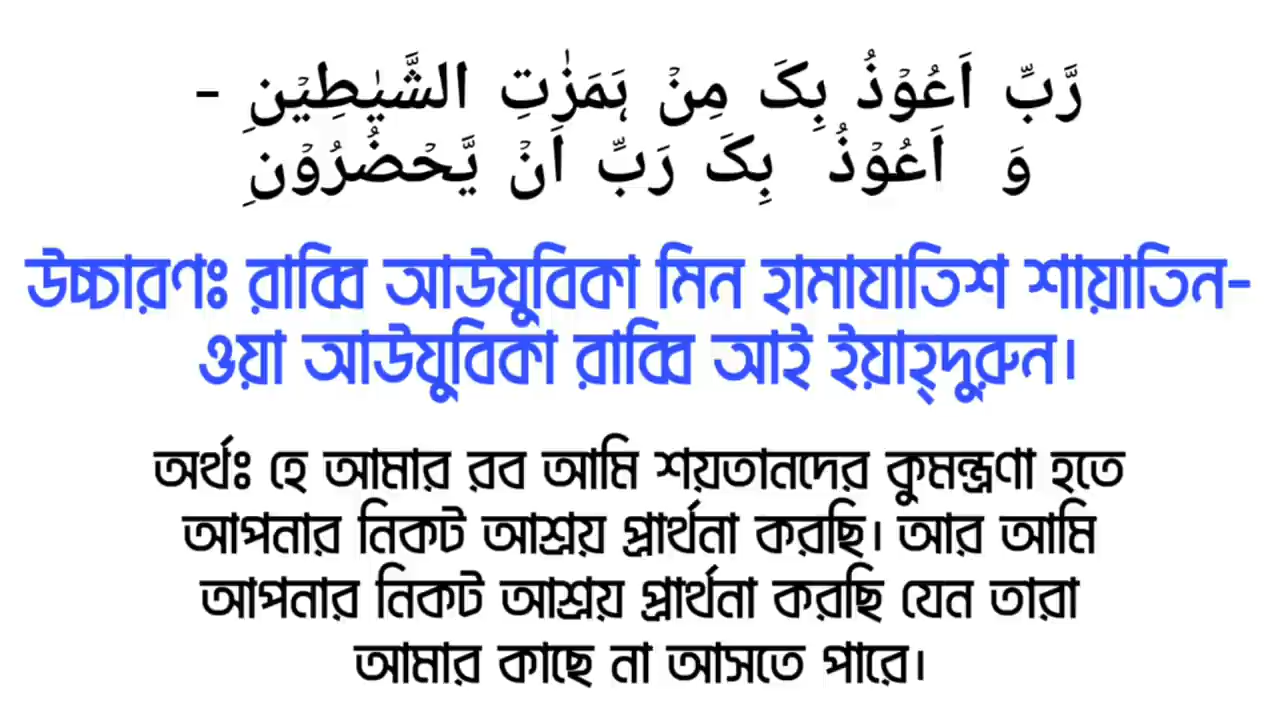 رَّبِّ اَعُوۡذُ بِکَ مِنۡ ہَمَزٰتِ الشَّیٰطِیۡنِ –
وَ اَعُوۡذُ بِکَ رَبِّ اَنۡ یَّحۡضُرُوۡنِ
উচ্চারণঃ রাব্বি আউযুবিকা মিন হামাযাতিশ শায়াতিন-
ওয়া আউযুবিকা রাব্বি আই ইয়াহ্দুরুন।
অর্থঃ হে আমার রব আমি শয়তানদের কুমন্ত্রণা হতে
আপনার নিকট আশ্রয় প্রার্থনা করছি। আর আমি
আপনার নিকট আশ্রয় প্রার্থনা করছি যেন তারা
আমার কাছে না আসতে পারে।